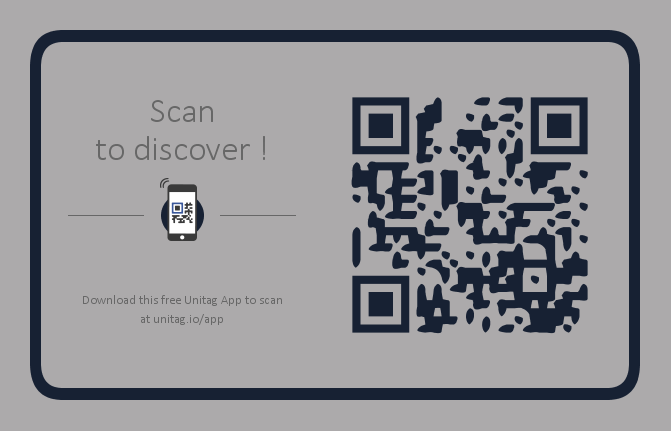 Scan
to discover !
Download this free Unitag App to scan
at unitag.io/app